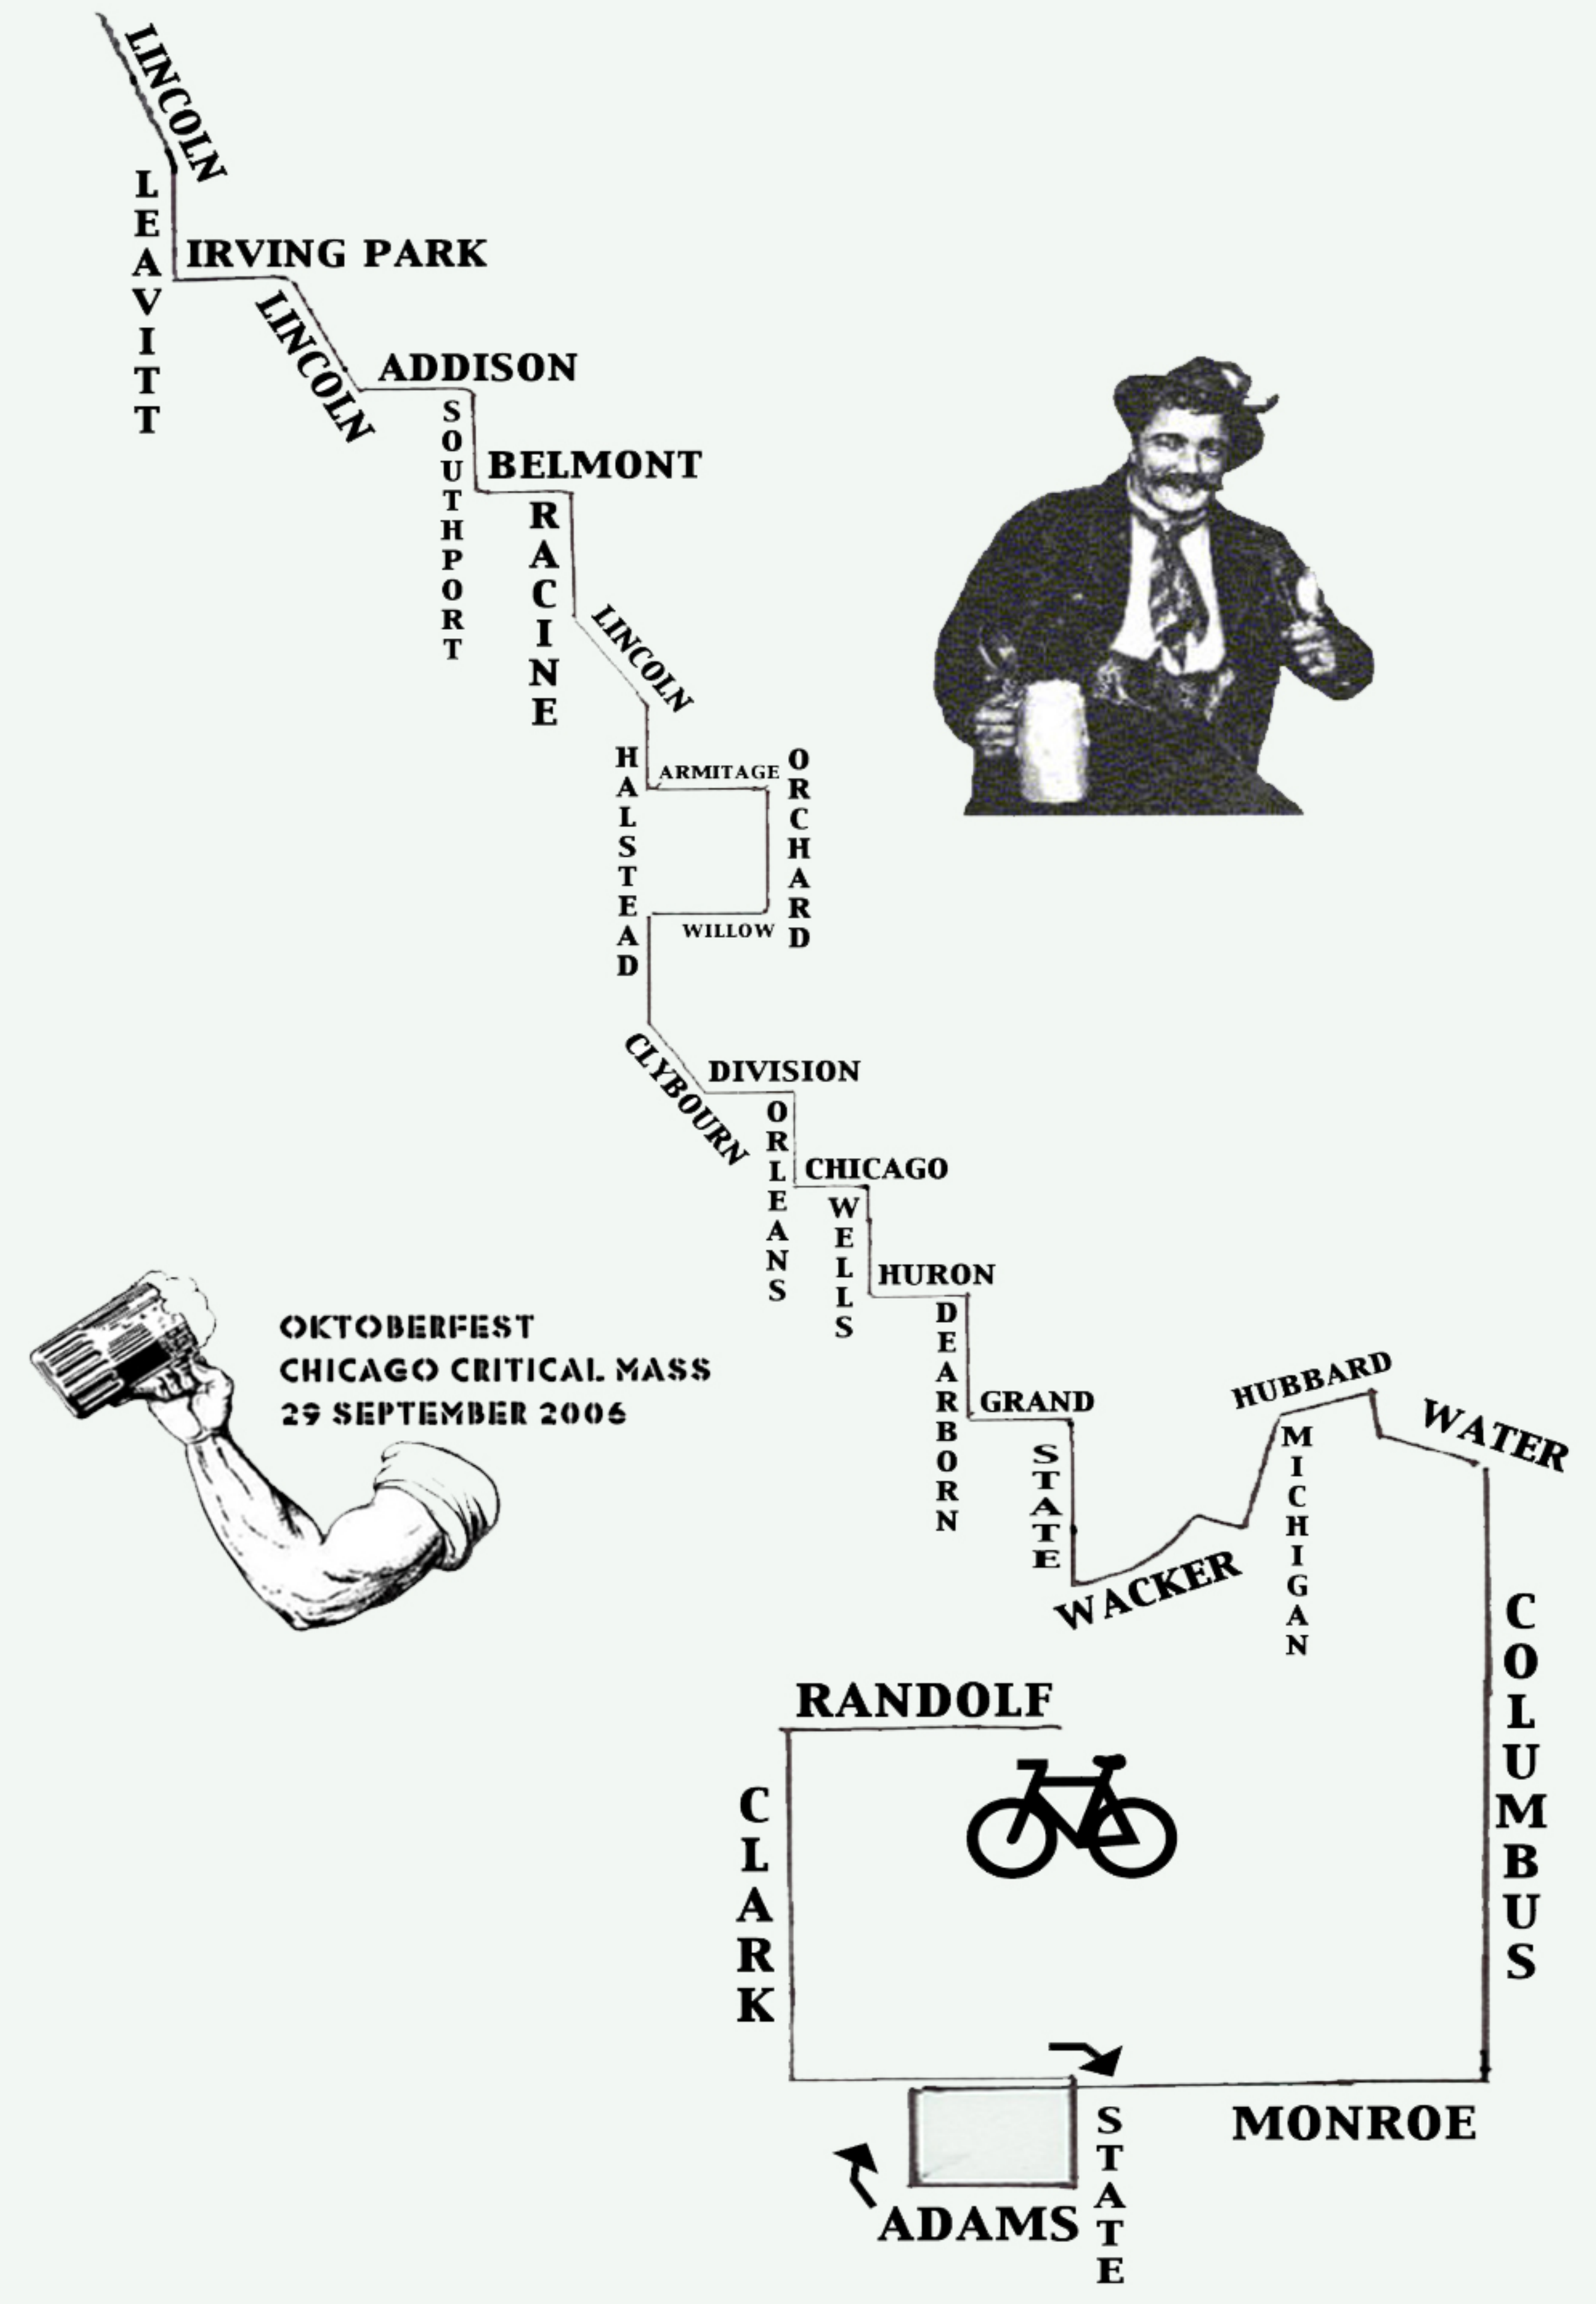 LINCOLN
LEAVITT
IRVING PARK
LINCOLN
ADDISON
SOUTHPORT
BELMONT
RACINE
LINCOLN
HALSTEAD
ARMITAGE
ORCHARD
WILLOW
CLYBOURN
DIVISION
ORLEANS
CHICAGO
WELLS
HURON
DEARBORN
GRAND
STATE
WACKER
HUBBARD
MICHIGAN
WATER
COLUMBUS
OKTOBERFEST
CHICAGO CRITICAL MASS
29 SEPTEMBER 2006
RANDOLF
CLARK
MONROE
STATE
ADAMS